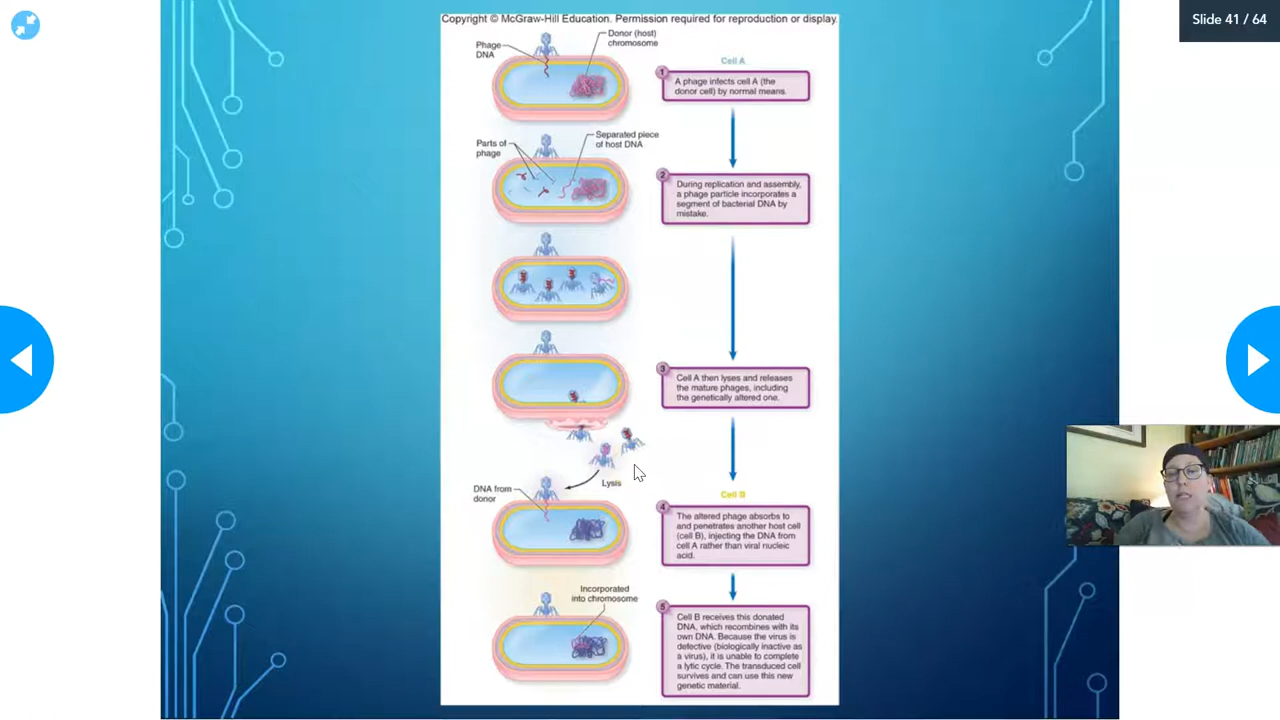 Copyright © McGraw-Hill Education. Permission required for reproduction or display.
Slide 41 / 64
Phage
DNA
Donor (host)
chromosome
Cell A
1
A phage infects cell A (the
donor cell) by normal means.
Parts of
phage
Separated piece
of host DNA
2
During replication and assembly,
a phage particle incorporates a
segment of bacterial DNA by
mistake.
3
Cell A then lyses and releases
the mature phages, including
the genetically altered one.
Lysis
DNA from
donor
Cell B
4
The altered phage absorbs to
and penetrates another host cell
(cell B), injecting the DNA from
cell A rather than viral nucleic
acid.
Incorporated
into chromosome
5
Cell B receives this donated
DNA, which recombines with its
own DNA. Because the virus is
defective (biologically inactive as
a virus), it is unable to complete
a lytic cycle. The transduced cell
survives and can use this new
genetic material.